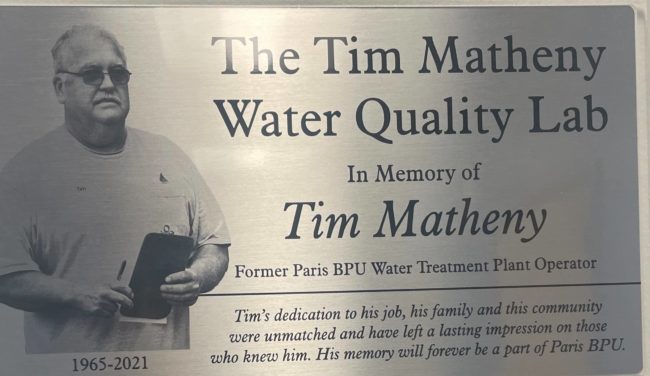 The Tim Matheny
Water Quality Lab
In Memory of
Tim Matheny
Former Paris BPU Water Treatment Plant Operator
Tim's dedication to his job, his family and this community
were unmatched and have left a lasting impression on those
who knew him. His memory will forever be a part of Paris BPU.
Tim
1965-2021